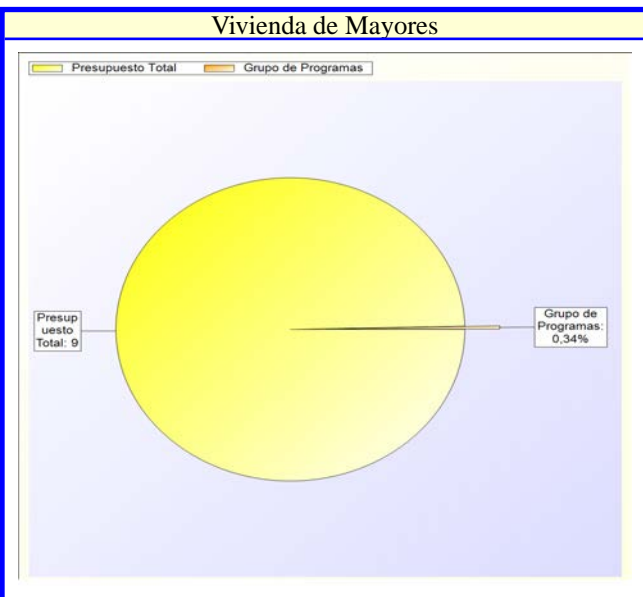 Vivienda de Mayores
Presupuesto Total Grupo de Programas
Presup
uesto
Total: 9
Grupo de
Programas:
0,34%